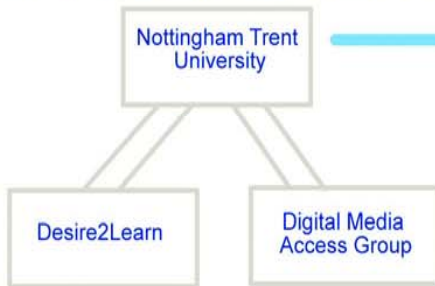 Nottingham Trent
University
Desire2Learn
Digital Media
Access Group